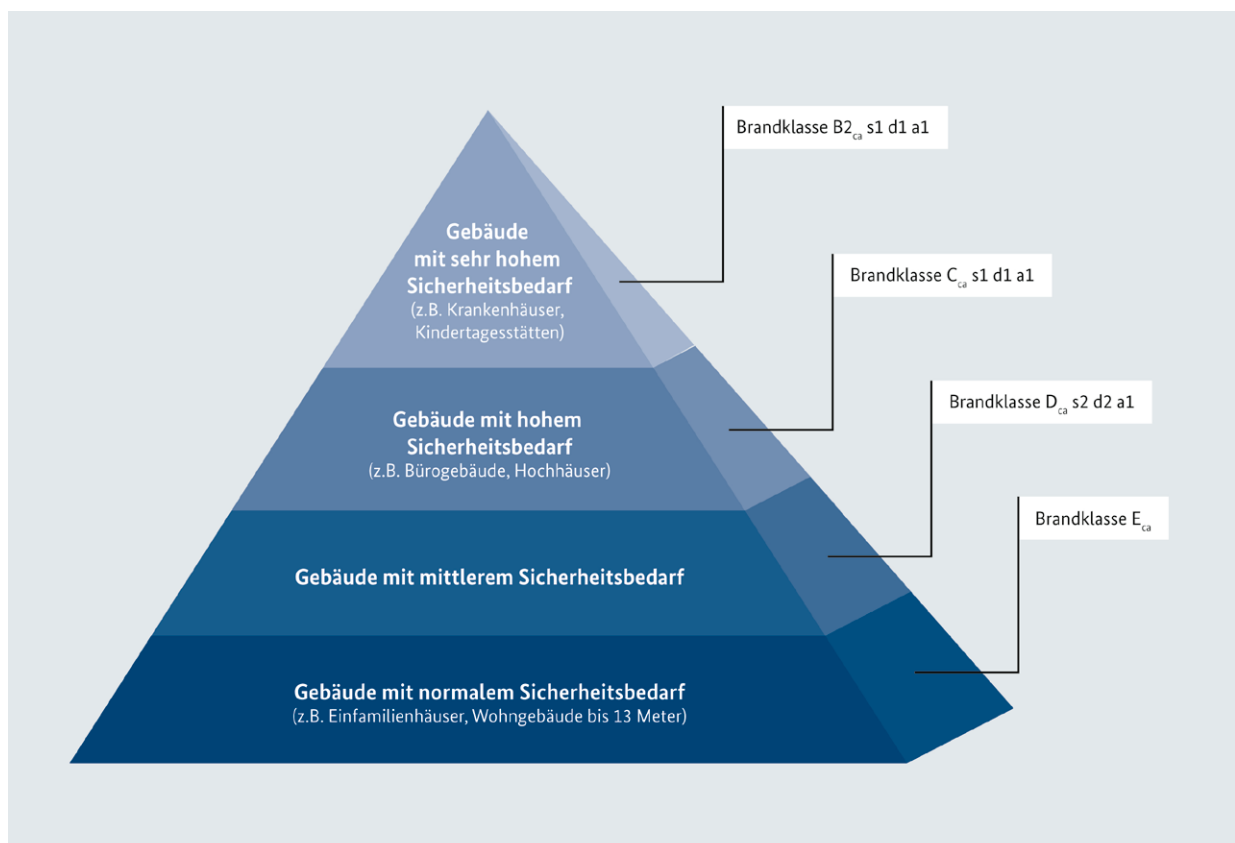 Brandklasse B2ca s1 d1 a1
Gebäude
mit sehr hohem
Sicherheitsbedarf
(z.B. Krankenhäuser,
Kindertagesstätten)
Brandklasse Cca s1 d1 a1
Gebäude mit hohem
Sicherheitsbedarf
(z.B. Bürogebäude, Hochhäuser)
Brandklasse Dca s2 d2 a1
Gebäude mit mittlerem Sicherheitsbedarf
Brandklasse Eca
Gebäude mit normalem Sicherheitsbedarf
(z.B. Einfamilienhäuser, Wohngebäude bis 13 Meter)